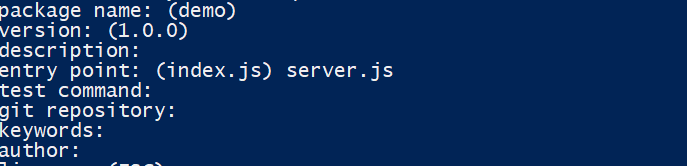 package name: (demo)
version: (1.0.0)
description:
entry point: (index.js) server.js
test command:
git repository:
keywords:
author: